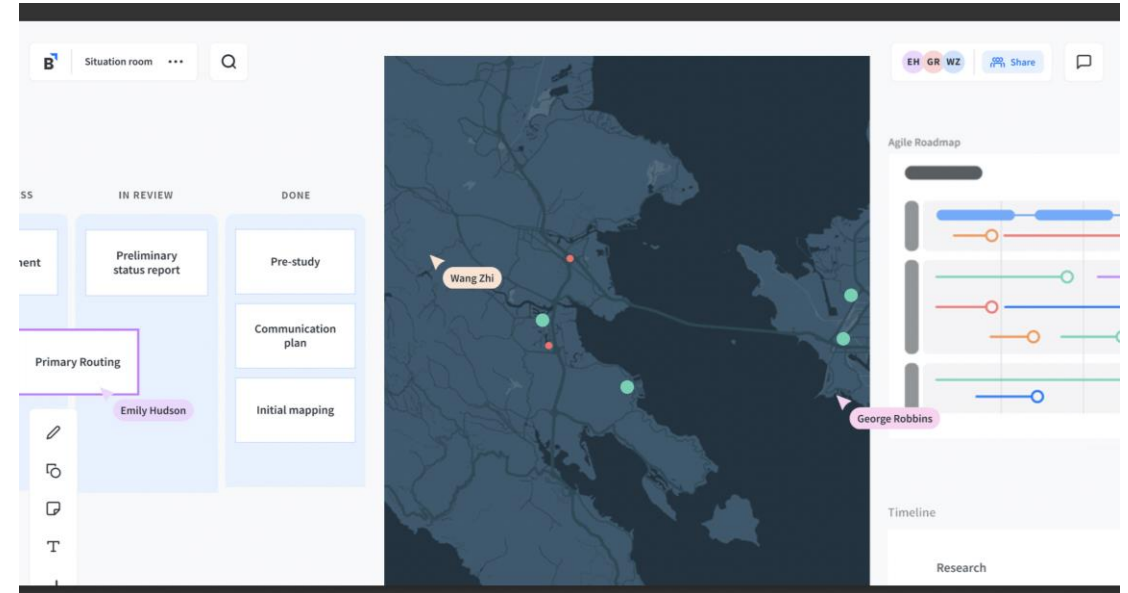 B
Situation room
EH GR WZ
Share
Agile Roadmap
SS
IN REVIEW
DONE
nent
Preliminary
status report
Pre-study
Wang Zhi
Communication
plan
Primary Routing
Emily Hudson
Initial mapping
George Robbins
T
Timeline
Research